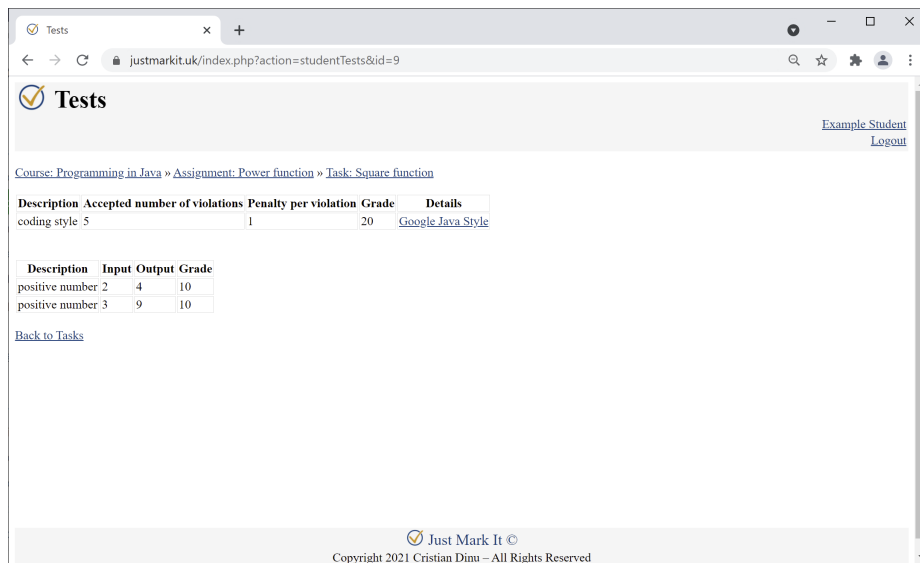 Tests
justmarkit.uk/index.php?action=studentTests&id=9
Tests
Example Student
Logout
Course: Programming in Java » Assignment: Power function » Task: Square function
Description Accepted number of violations Penalty per violation Grade Details
coding style 5 1 20 Google Java Style
Description Input Output Grade
positive number 2 4 10
positive number 3 9 10
Back to Tasks
Just Mark It ©
Copyright 2021 Cristian Dinu – All Rights Reserved